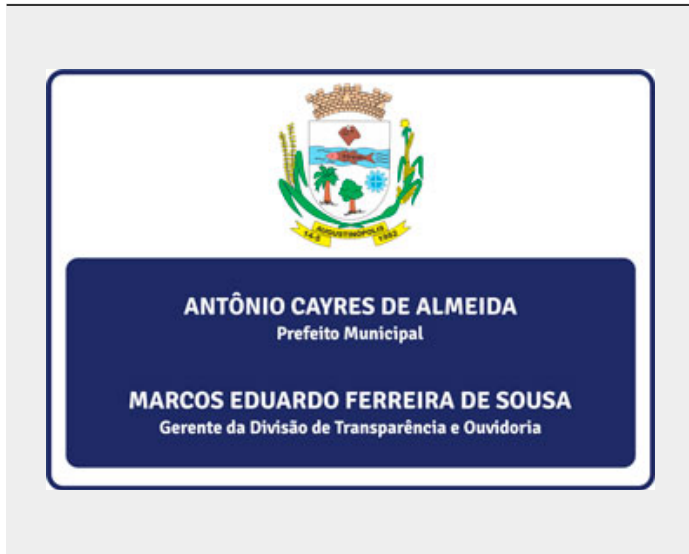 14-5 AUGUSTINÓPOLIS 1982
ANTÔNIO CAYRES DE ALMEIDA
Prefeito Municipal
MARCOS EDUARDO FERREIRA DE SOUSA
Gerente da Divisão de Transparência e Ouvidoria